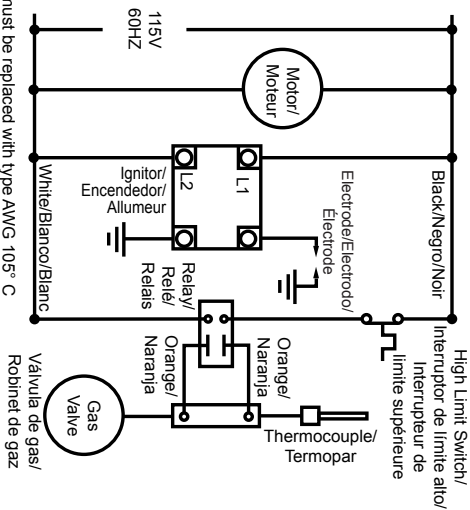 115V
60HZ
Motor/
Moteur
L1
L2
Ignitor/
Encendedor/
Allumeur
Black/Negro/Noir
White/Blanco/Blanc
Electrode/Electrodo/
Électrode
High Limit Switch/
Interruptor de límite alto/
Interrupteur de
limite supérieure
Relay/
Relé/
Relais
Orange/
Naranja
Orange/
Naranja
Thermocouple/
Termopar
Gas
Valve
Válvula de gas/
Robinet de gaz
must be replaced with type AWG 105° C